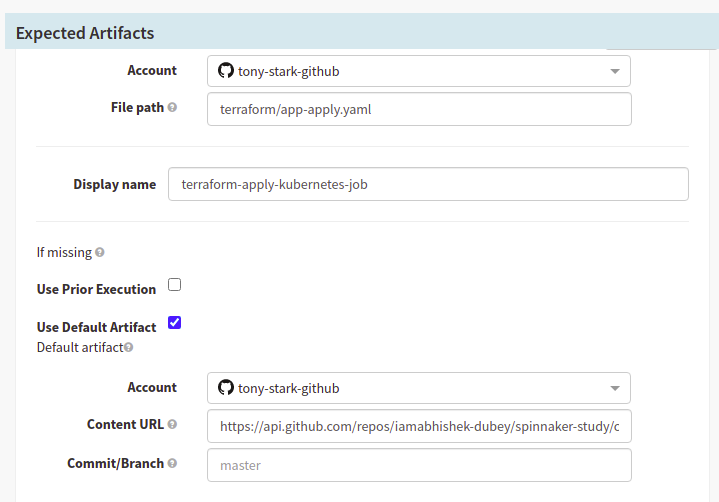 Expected Artifacts
Account tony-stark-github
File path terraform/app-apply.yaml
Display name terraform-apply-kubernetes-job
If missing
Use Prior Execution
Use Default Artifact
Default artifact
Account tony-stark-github
Content URL https://api.github.com/repos/iamabhishek-dubey/spinnaker-study/c
Commit/Branch master